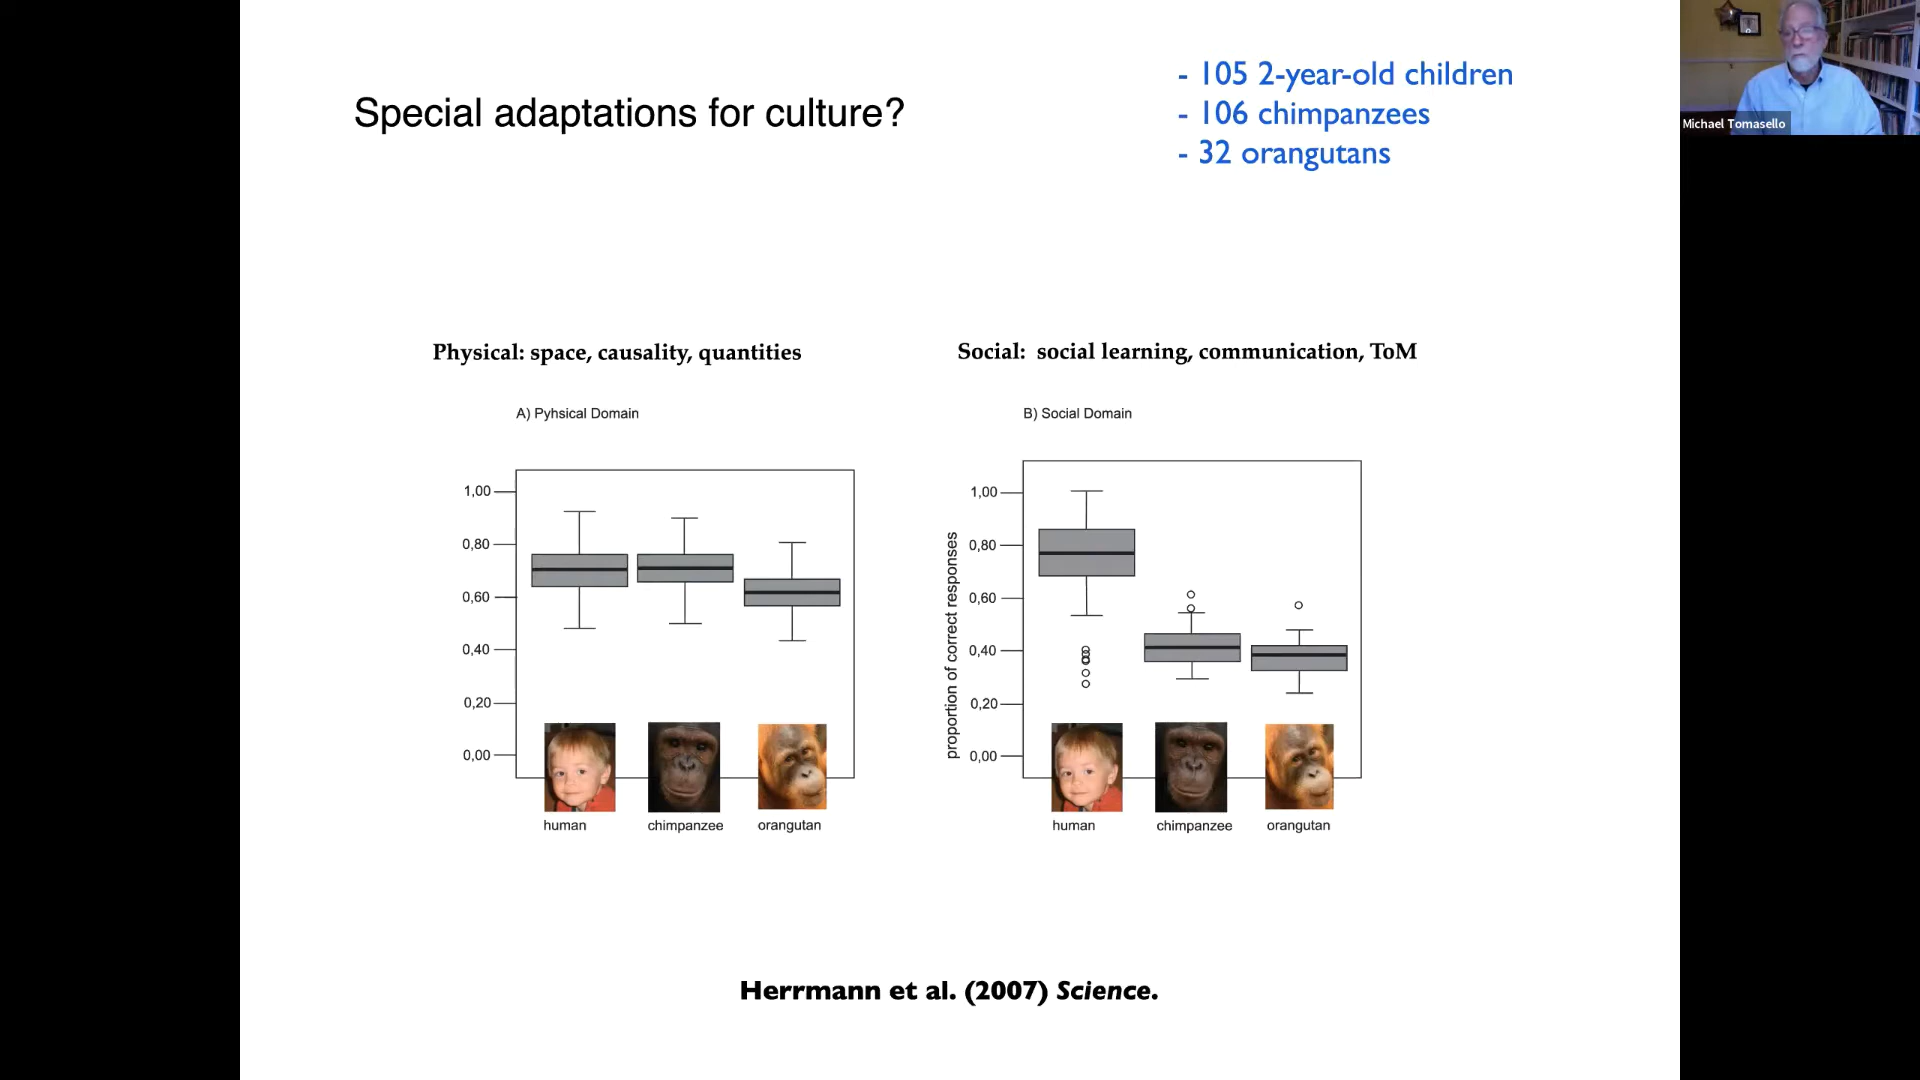 Special adaptations for culture?
- 105 2-year-old children
- 106 chimpanzees
- 32 orangutans
Michael Tomasello
Physical: space, causality, quantities
Social: social learning, communication, ToM
A) Pyhsical Domain
1,00
0,80
0,60
0,40
0,20
0,00
human chimpanzee orangutan
B) Social Domain
proportion of correct responses
1,00
0,80
0,60
0,40
0,20
0,00
human chimpanzee orangutan
Herrmann et al. (2007) Science.